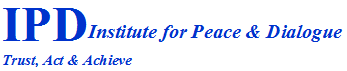 IPD Institute for Peace & Dialogue
Trust, Act & Achieve